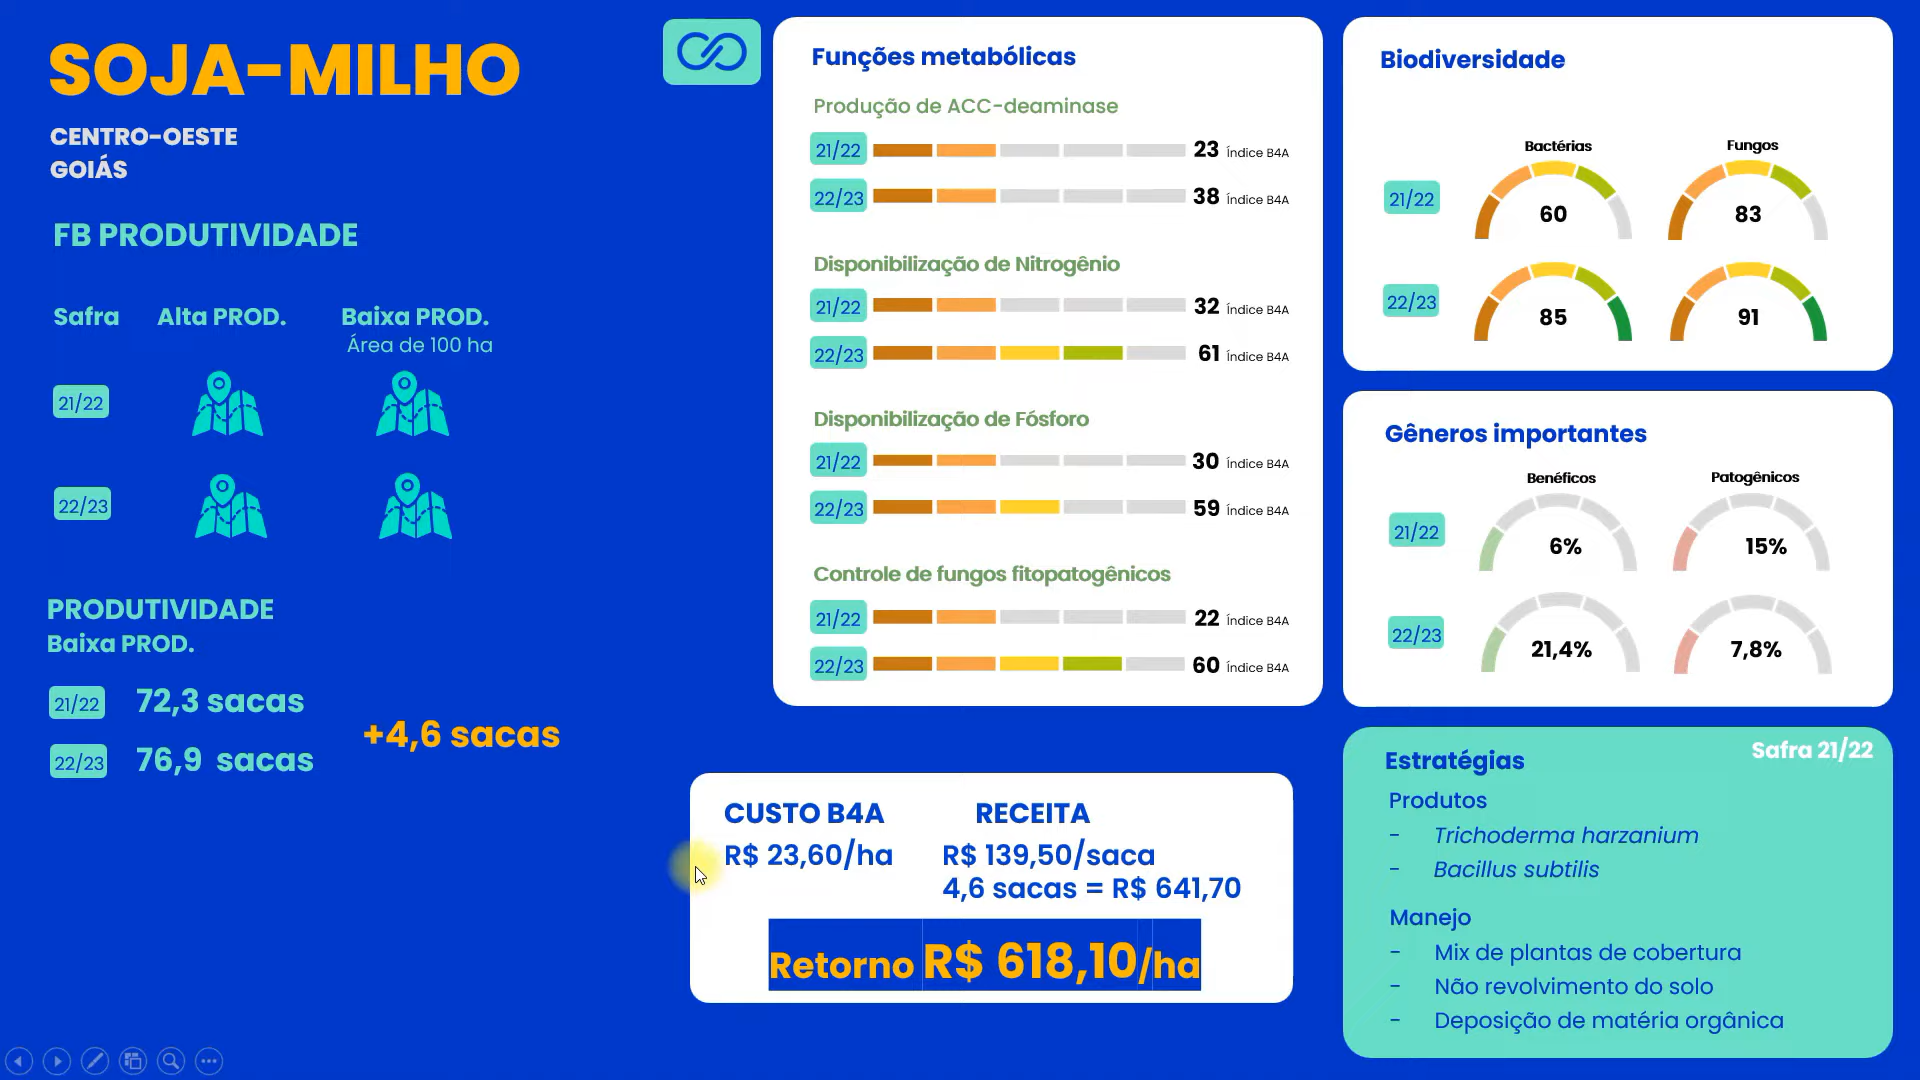 SOJA-MILHO
CENTRO-OESTE
GOIÁS
FB PRODUTIVIDADE
Safra Alta PROD. Baixa PROD.
Área de 100 ha
21/22
22/23
PRODUTIVIDADE
Baixa PROD.
21/22 72,3 sacas
+4,6 sacas
22/23 76,9 sacas
Funções metabólicas
Produção de ACC-deaminase
21/22 23 Índice B4A
22/23 38 Índice B4A
Disponibilização de Nitrogênio
21/22 32 Índice B4A
22/23 61 Índice B4A
Disponibilização de Fósforo
21/22 30 Índice B4A
22/23 59 Índice B4A
Controle de fungos fitopatogênicos
21/22 22 Índice B4A
22/23 60 Índice B4A
CUSTO B4A RECEITA
R$ 23,60/ha R$ 139,50/saca
4,6 sacas = R$ 641,70
Retorno R$ 618,10/ha
Biodiversidade
Bactérias Fungos
21/22 60 83
22/23 85 91
Gêneros importantes
Benéficos Patogênicos
21/22 6% 15%
22/23 21,4% 7,8%
Safra 21/22
Estratégias
Produtos
- Trichoderma harzanium
- Bacillus subtilis
Manejo
- Mix de plantas de cobertura
- Não revolvimento do solo
- Deposição de matéria orgânica